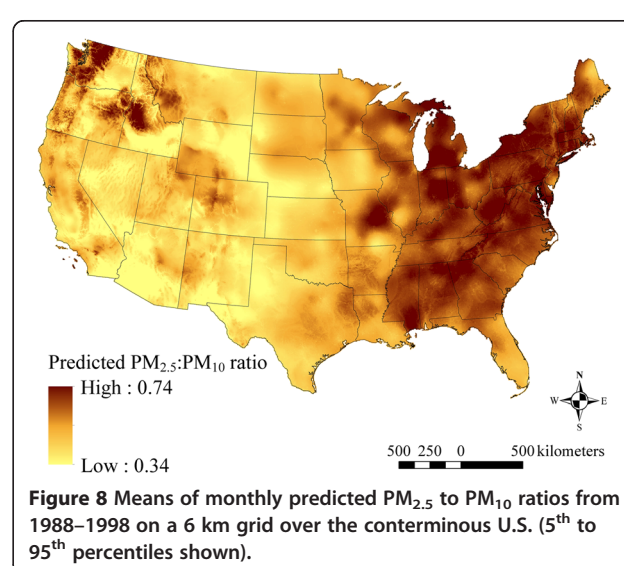 Predicted PM2.5:PM10 ratio
High : 0.74
Low : 0.34
N
W E
S
500 250 0 500 kilometers
Figure 8 Means of monthly predicted PM2.5 to PM10 ratios from
1988–1998 on a 6 km grid over the conterminous U.S. (5th to
95th percentiles shown).